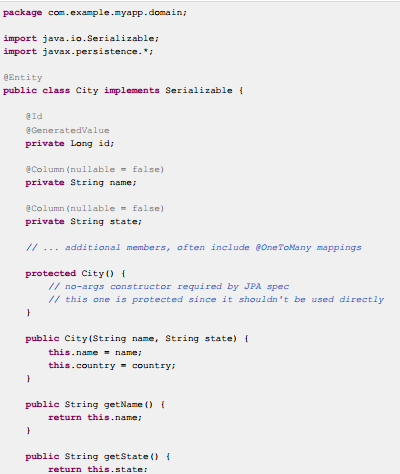 package com.example.myapp.domain;
import java.io.Serializable;
import javax.persistence.*;
@Entity
public class City implements Serializable {
@Id
@GeneratedValue
private Long id;
@Column(nullable = false)
private String name;
@Column(nullable = false)
private String state;
// ... additional members, often include @OneToMany mappings
protected City() {
// no-args constructor required by JPA spec
// this one is protected since it shouldn't be used directly
}
public City(String name, String state) {
this.name = name;
this.country = country;
}
public String getName() {
return this.name;
}
public String getState() {
return this.state;